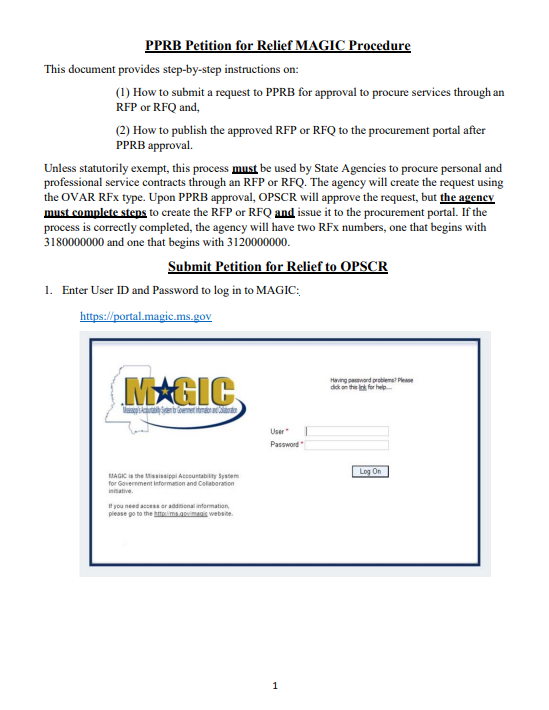 PPRB Petition for Relief MAGIC Procedure
This document provides step-by-step instructions on:
(1) How to submit a request to PPRB for approval to procure services through an
RFP or RFQ and,
(2) How to publish the approved RFP or RFQ to the procurement portal after
PPRB approval.
Unless statutorily exempt, this process must be used by State Agencies to procure personal and
professional service contracts through an RFP or RFQ. The agency will create the request using
the OVAR RFx type. Upon PPRB approval, OPSCR will approve the request, but the agency
must complete steps to create the RFP or RFQ and issue it to the procurement portal. If the
process is correctly completed, the agency will have two RFx numbers, one that begins with
3180000000 and one that begins with 3120000000.
Submit Petition for Relief to OPSCR
1. Enter User ID and Password to log in to MAGIC:
https://portal.magic.ms.gov
MAGIC
Mississippi's Accountability System for Government Information and Collaboration
Having password problems? Please
click on this link for help...
User *
Password *
Log On
MAGIC is the Mississippi Accountability System
for Government Information and Collaboration
initiative.
If you need access or additional information,
please go to the http://ms.gov/magic website.
1